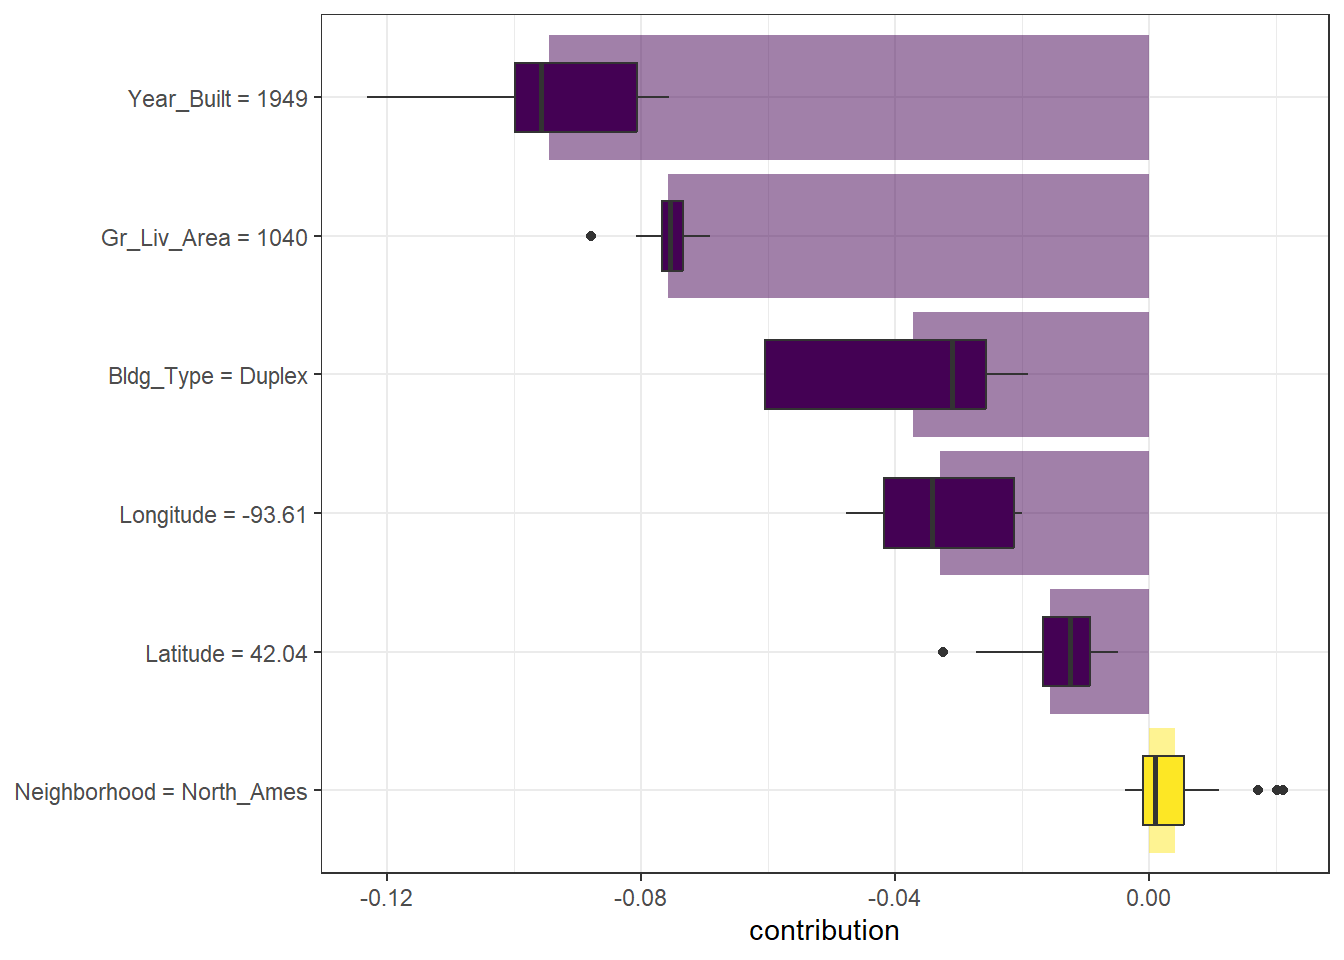 Year_Built = 1949
Gr_Liv_Area = 1040
Bldg_Type = Duplex
Longitude = -93.61
Latitude = 42.04
Neighborhood = North_Ames
-0.12 -0.08 -0.04 0.00
contribution